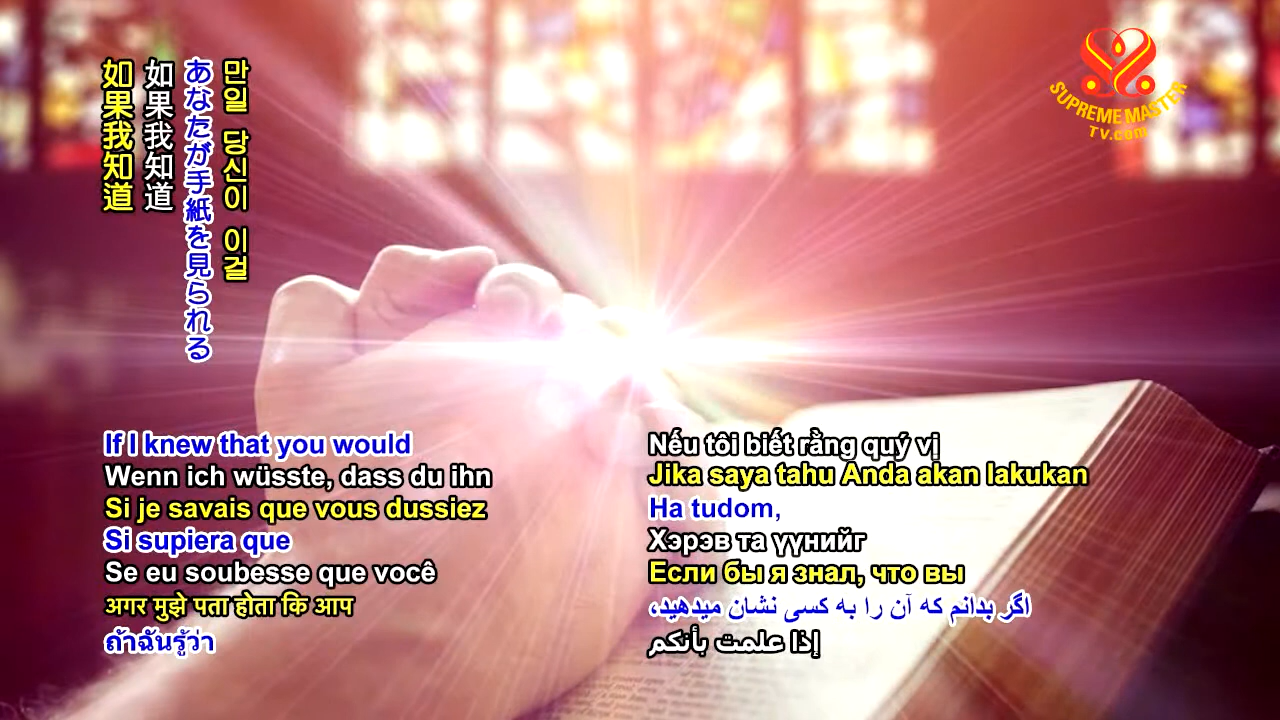 만일 당신이 이걸
あなたが手紙を見られる
如果我知道
如果我知道
SUPREME MASTER
TV.com
If I knew that you would
Wenn ich wüsste, dass du ihn
Si je savais que vous dussiez
Si supiera que
Se eu soubesse que você
अगर मुझे पता होता कि आप
ถ้าฉันรู้ว่า
Nếu tôi biết rằng quý vị
Jika saya tahu Anda akan lakukan
Ha tudom,
Хэрэв та үүнийг
Если бы я знал, что вы
اگر بدانم که آن را به کسی نشان میدهید،
إذا علمت بأنكم